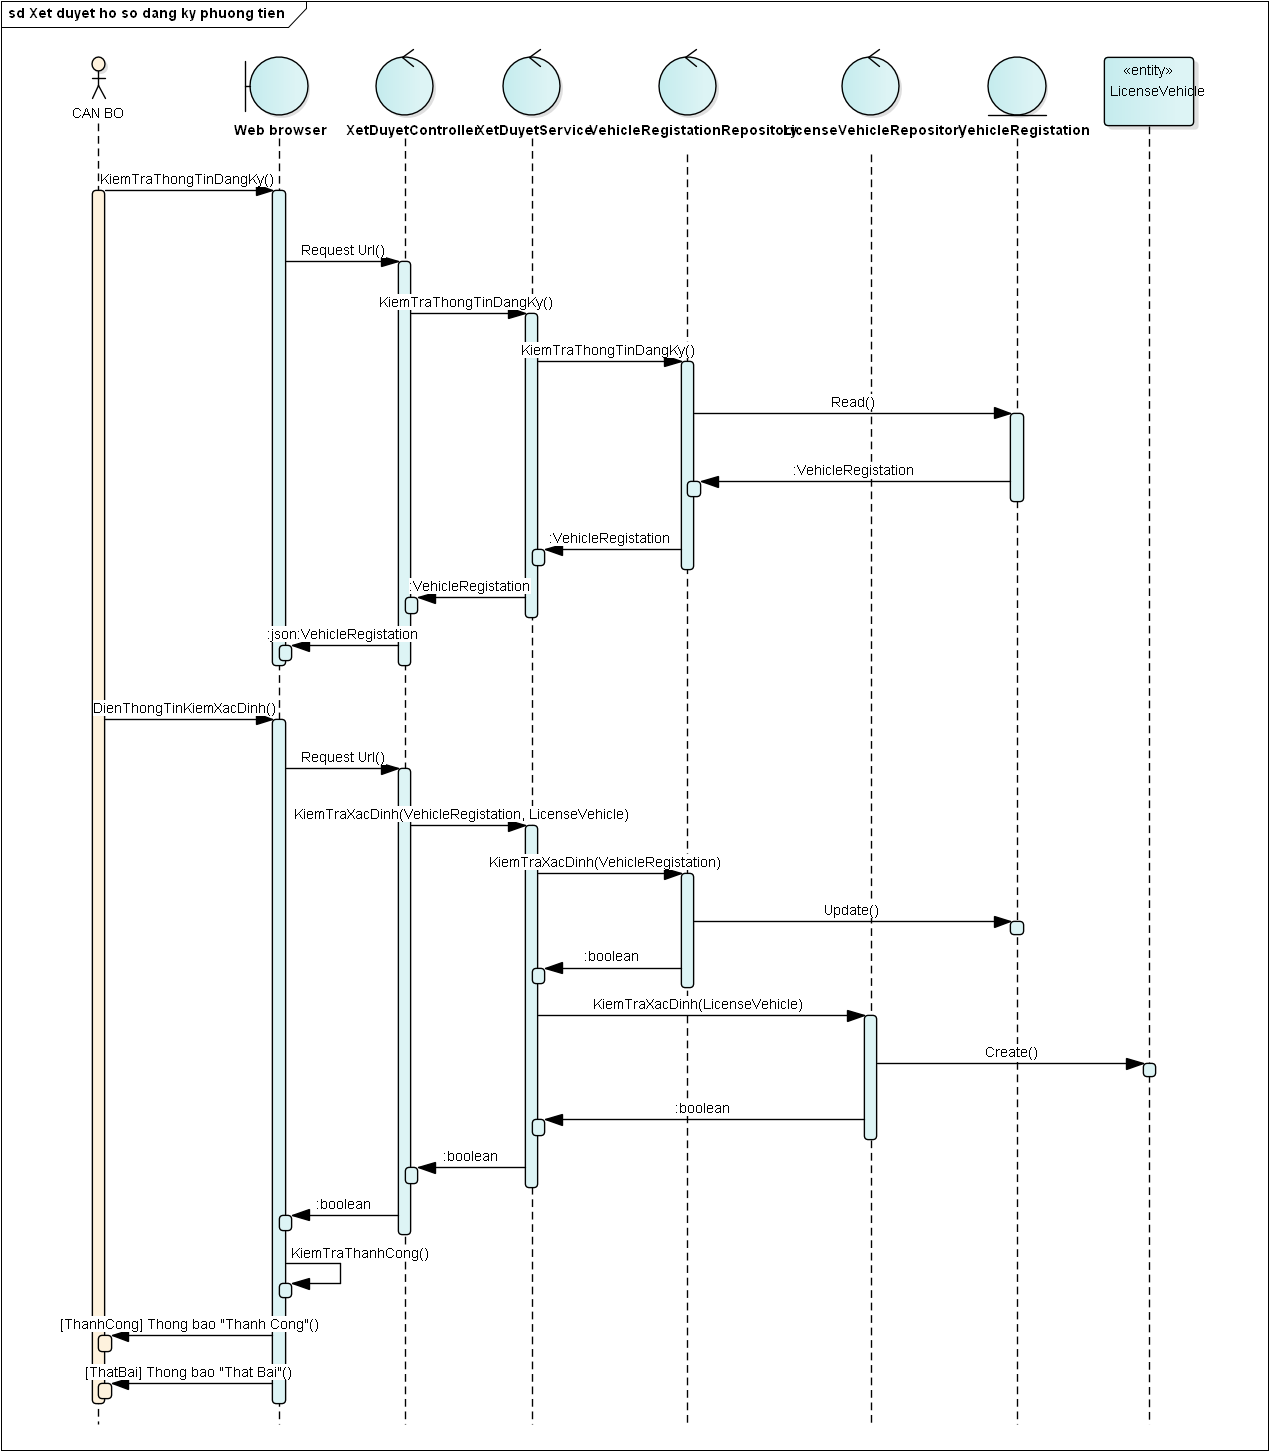 sd Xet duyet ho so dang ky phuong tien
CAN BO
Web browser
XetDuyetController
XetDuyetService
VehicleRegistationRepository
LicenseVehicleRepository
VehicleRegistation
«entity»
LicenseVehicle
KiemTraThongTinDangKy()
Request Url()
KiemTraThongTinDangKy()
KiemTraThongTinDangKy()
Read()
:VehicleRegistation
:VehicleRegistation
:VehicleRegistation
:json:VehicleRegistation
DienThongTinKiemXacDinh()
Request Url()
KiemTraXacDinh(VehicleRegistation, LicenseVehicle)
KiemTraXacDinh(VehicleRegistation)
Update()
:boolean
KiemTraXacDinh(LicenseVehicle)
Create()
:boolean
:boolean
:boolean
KiemTraThanhCong()
[ThanhCong] Thong bao "Thanh Cong"()
[ThatBai] Thong bao "That Bai"()